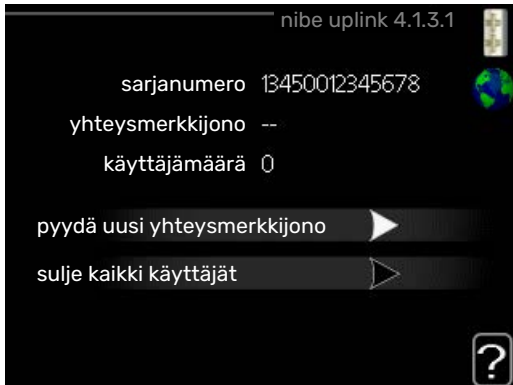 nibe uplink 4.1.3.1
sarjanumero 13450012345678
yhteysmerkkijono --
käyttäjämäärä 0
pyydä uusi yhteysmerkkijono
sulje kaikki käyttäjät
?